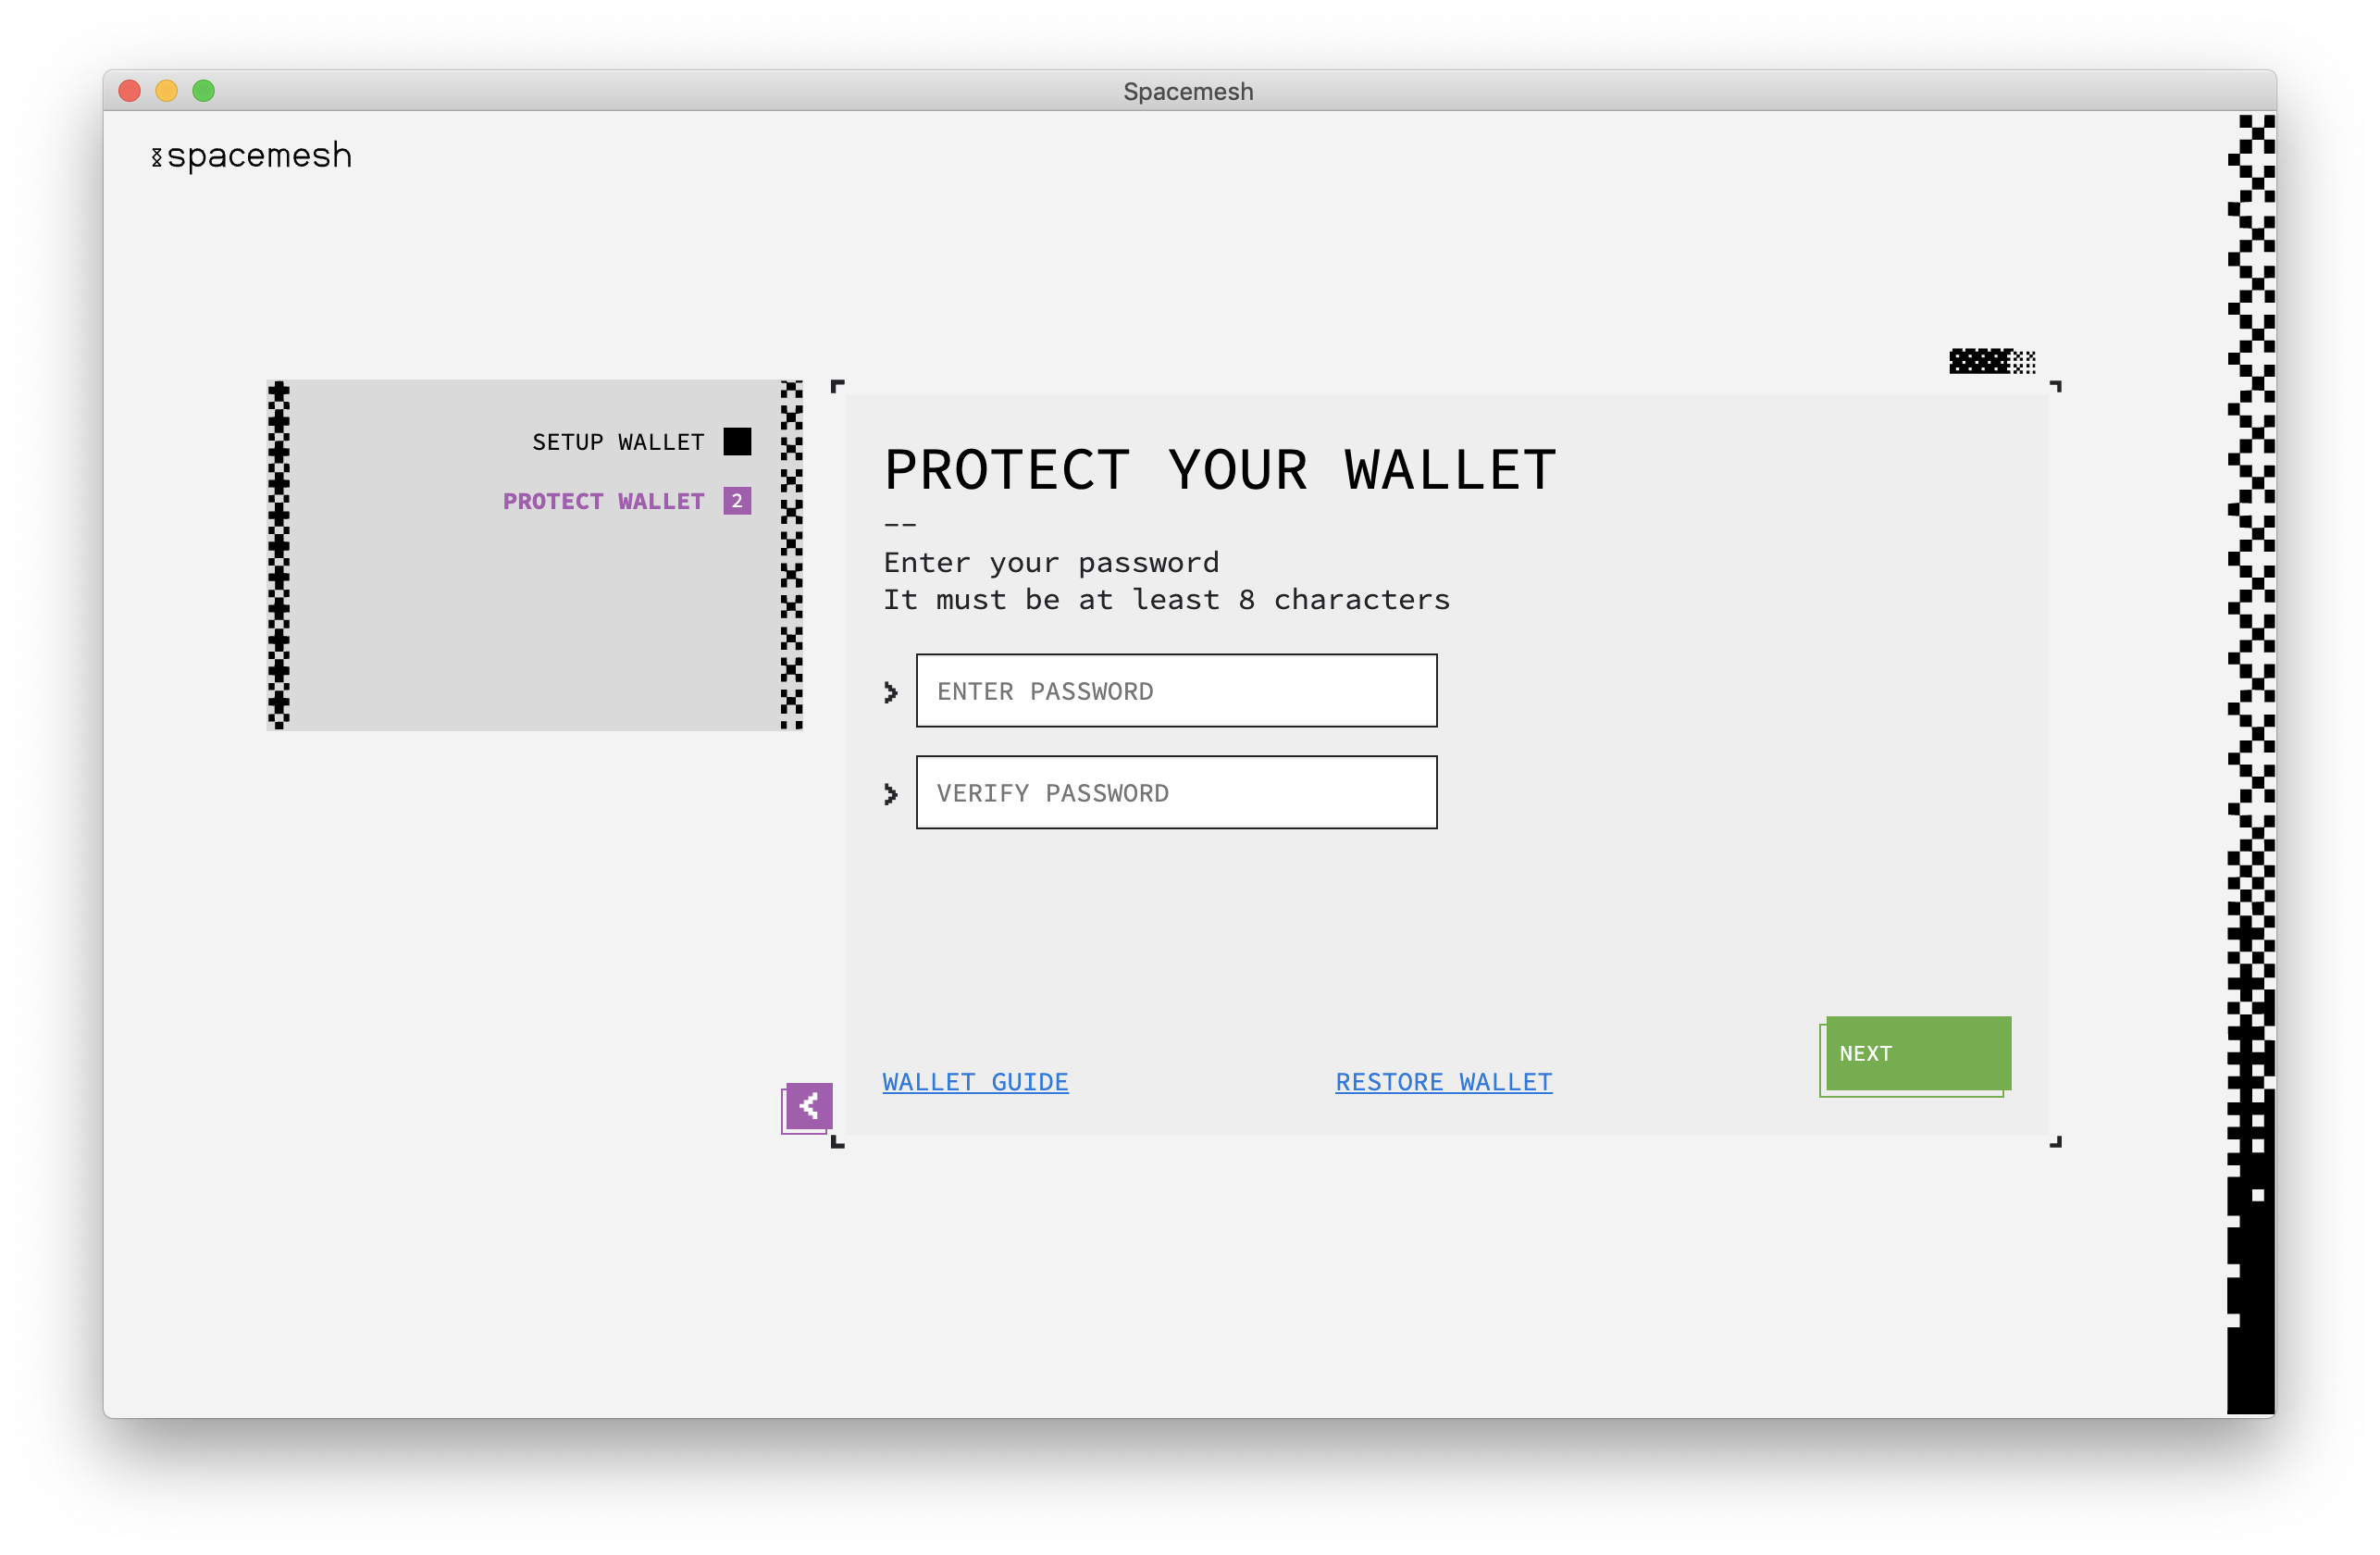 Spacemesh
spacemesh
SETUP WALLET
PROTECT WALLET 2
PROTECT YOUR WALLET
--
Enter your password
It must be at least 8 characters
ENTER PASSWORD
VERIFY PASSWORD
NEXT
WALLET GUIDE
RESTORE WALLET